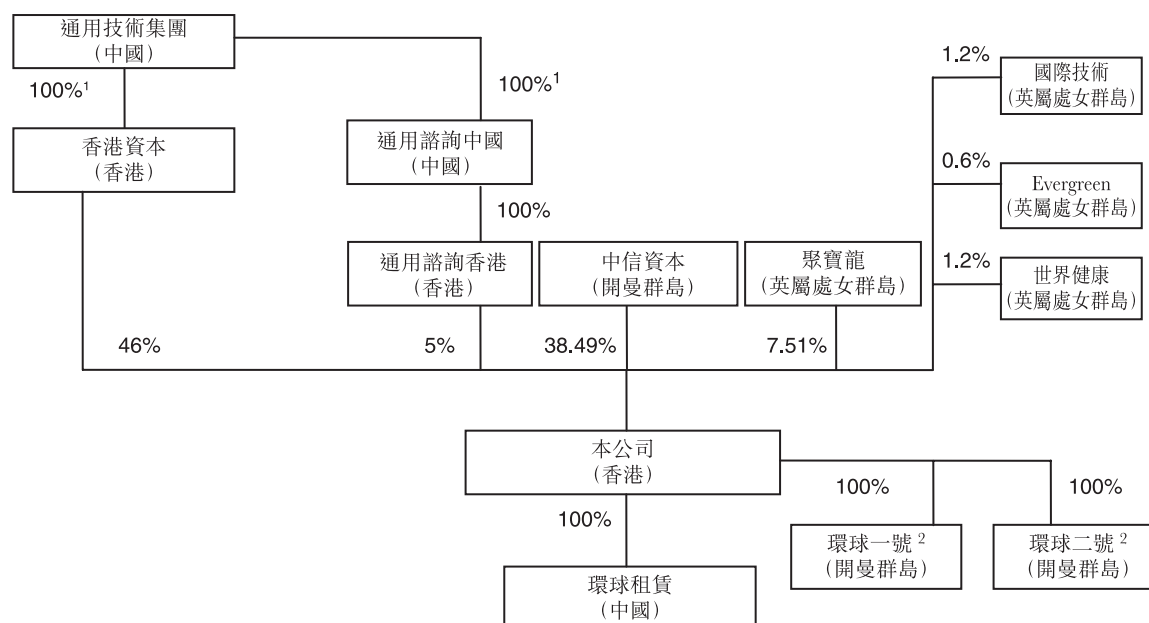 通用技術集團
(中國)
1.2%
國際技術
(英屬處女群島)
100%¹
100%¹
香港資本
(香港)
通用諮詢中國
(中國)
0.6%
Evergreen
(英屬處女群島)
100%
通用諮詢香港
(香港)
中信資本
(開曼群島)
聚寶龍
(英屬處女群島)
1.2%
世界健康
(英屬處女群島)
46%
5%
38.49%
7.51%
本公司
(香港)
100%
100%
100%
環球一號²
(開曼群島)
環球二號²
(開曼群島)
環球租賃
(中國)